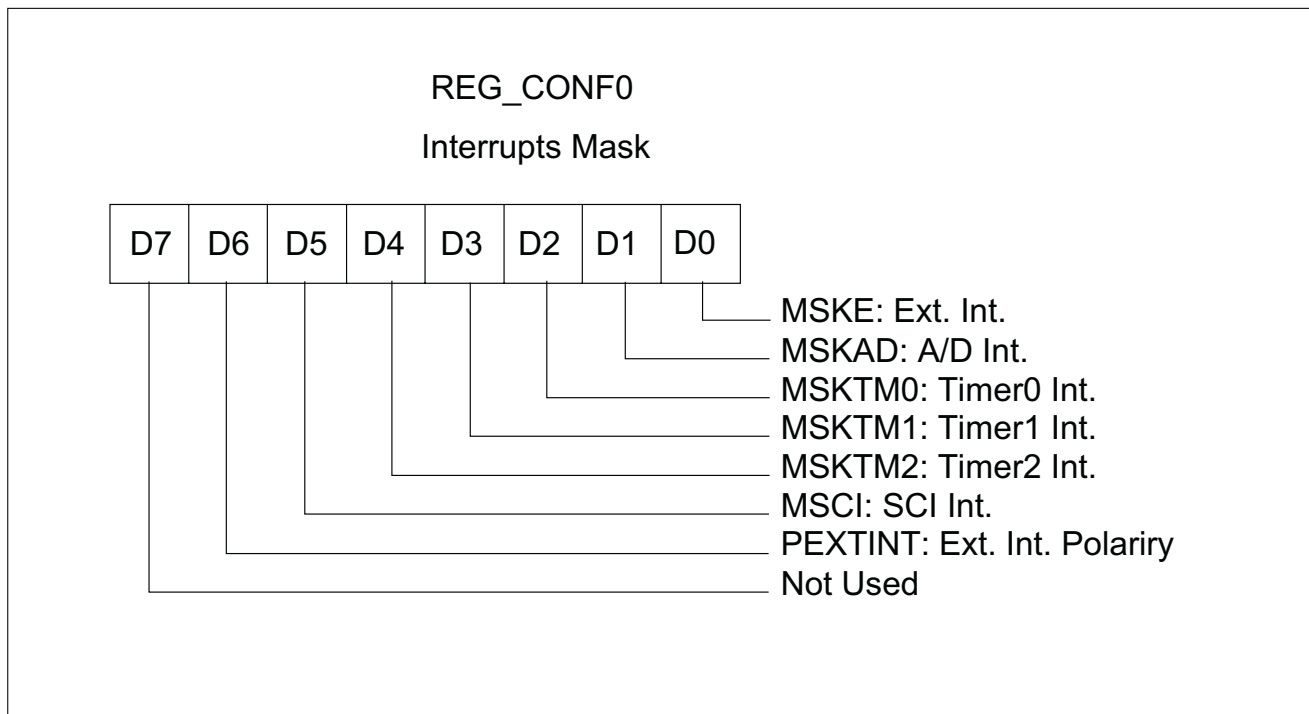 REG_CONF0
Interrupts Mask
D7 D6 D5 D4 D3 D2 D1 D0
MSKE: Ext. Int.
MSKAD: A/D Int.
MSKTM0: Timer0 Int.
MSKTM1: Timer1 Int.
MSKTM2: Timer2 Int.
MSCI: SCI Int.
PEXTINT: Ext. Int. Polariry
Not Used